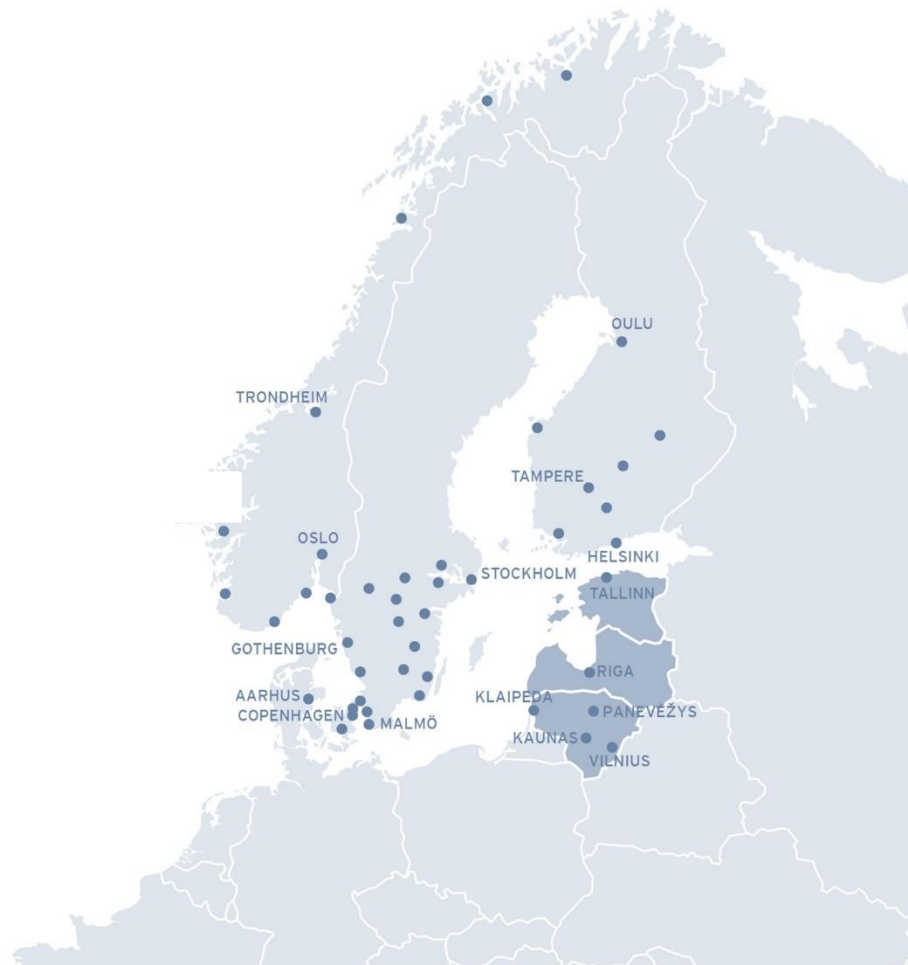 OULU
TRONDHEIM
TAMPERE
OSLO
HELSINKI
STOCKHOLM
TALLINN
GOTHENBURG
RIGA
AARHUS
KLAIPEDA
COPENHAGEN
PANEVĖŽYS
MALMÖ
KAUNAS
VILNIUS